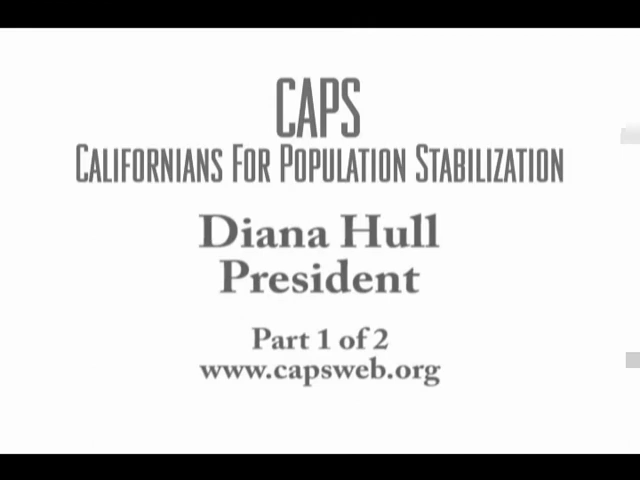 CAPS
CALIFORNIANS FOR POPULATION STABILIZATION
Diana Hull
President
Part 1 of 2
www.capsweb.org